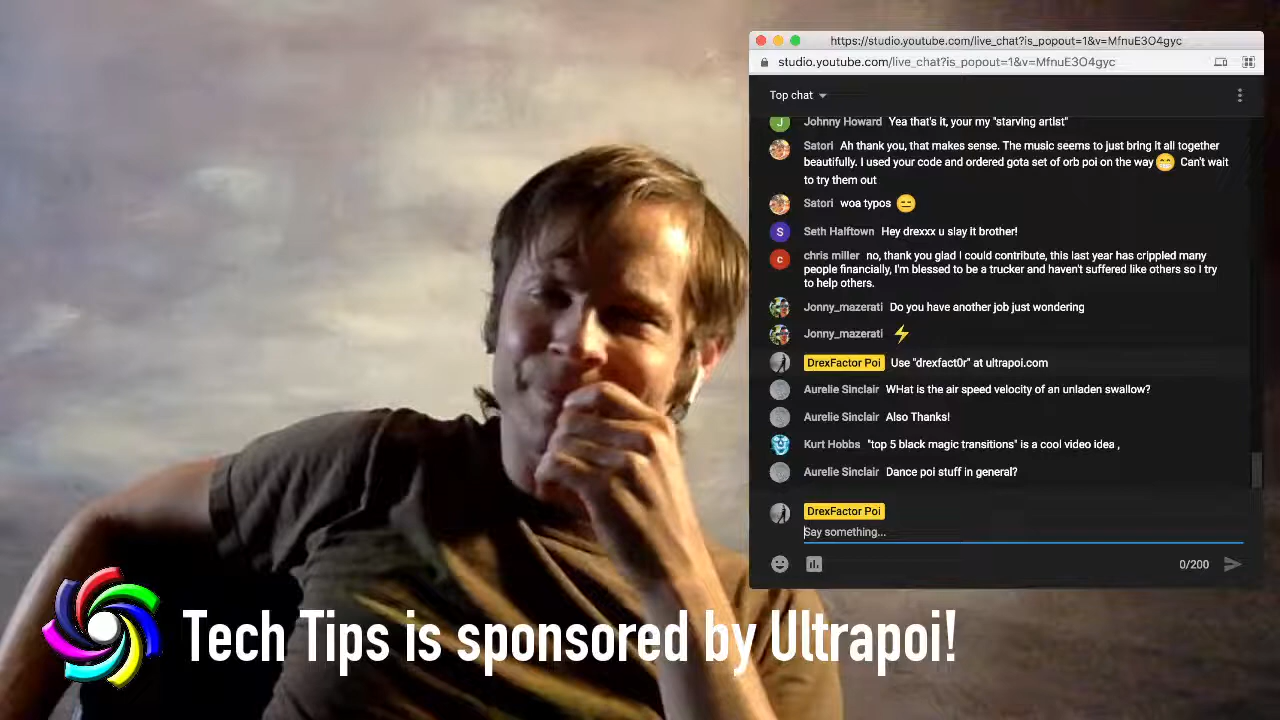 https://studio.youtube.com/live_chat?is_popout=1&v=MfnuE3O4gyc
studio.youtube.com/live_chat?is_popout=1&v=MfnuE3O4gyc
Top chat
J Johnny Howard Yea that's it, your my "starving artist"
Satori Ah thank you, that makes sense. The music seems to just bring it all together
beautifully. I used your code and ordered gota set of orb poi on the way😁 Can't wait
to try them out
Satori woa typos 😑
S Seth Halftown Hey drexxx u slay it brother!
c chris miller no, thank you glad I could contribute, this last year has crippled many
people financially, I'm blessed to be a trucker and haven't suffered like others so I try
to help others.
Jonny_mazerati Do you have another job just wondering
Jonny_mazerati ⚡
DrexFactor Poi Use "drexfact0r" at ultrapoi.com
Aurelie Sinclair WHat is the air speed velocity of an unladen swallow?
Aurelie Sinclair Also Thanks!
Kurt Hobbs "top 5 black magic transitions" is a cool video idea ,
Aurelie Sinclair Dance poi stuff in general?
DrexFactor Poi
Say something...
0/200
Tech Tips is sponsored by Ultrapoi!